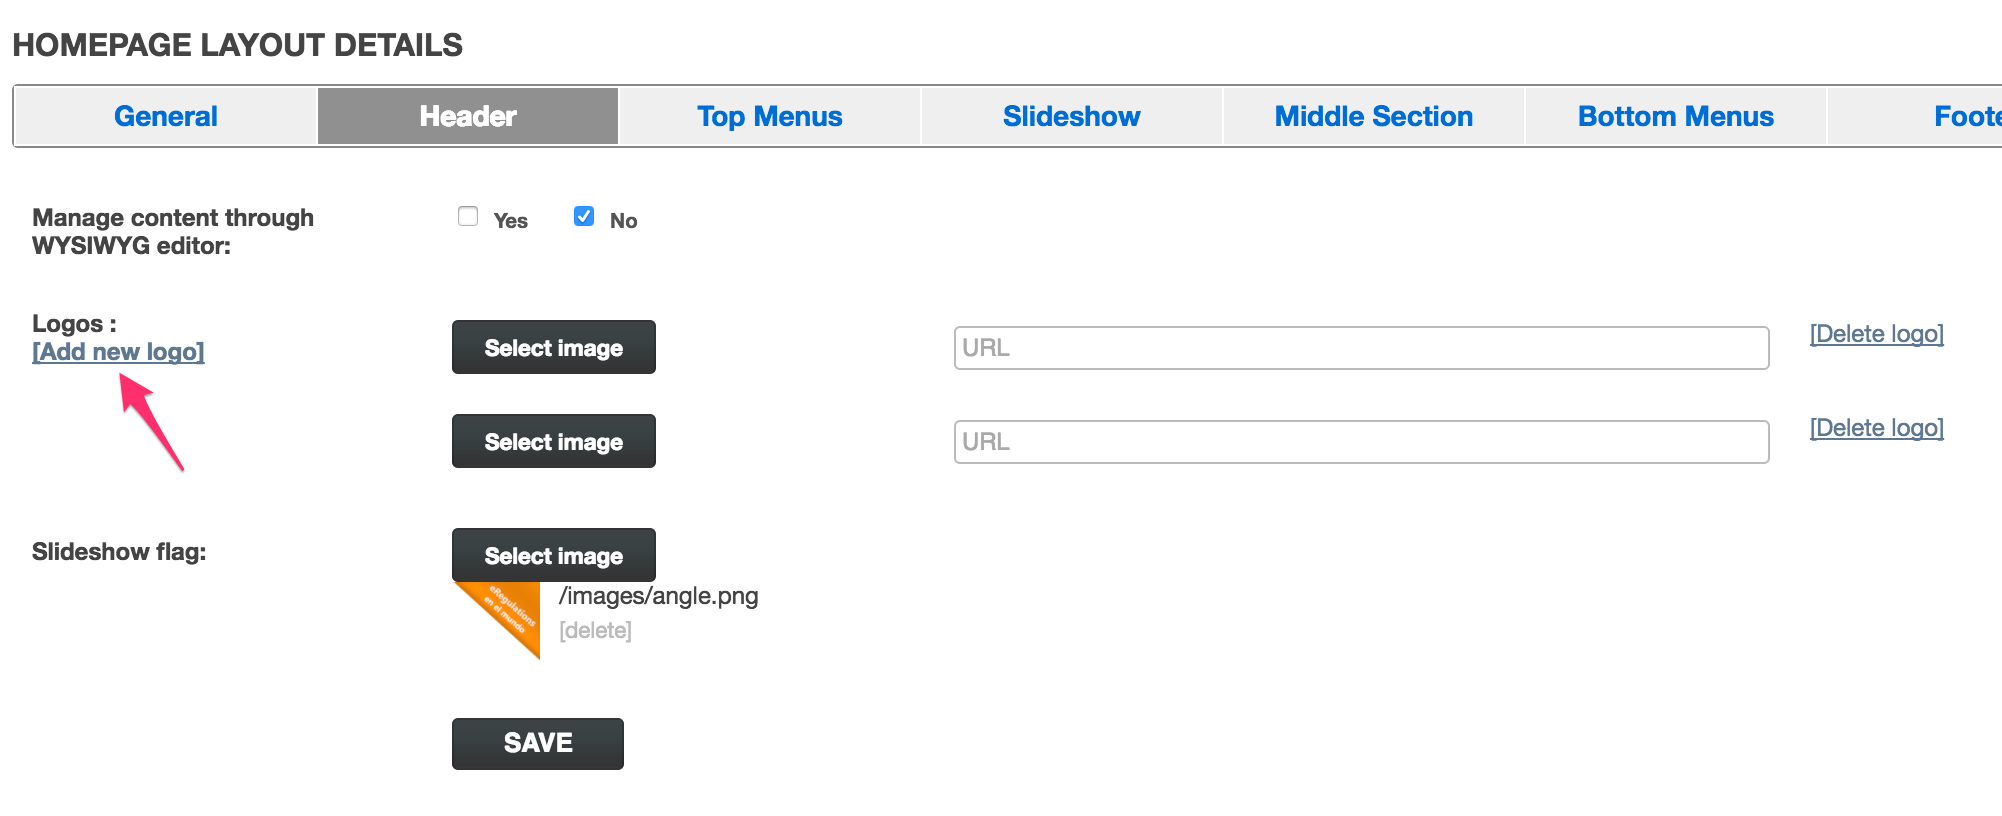 HOMEPAGE LAYOUT DETAILS
General Header Top Menus Slideshow Middle Section Bottom Menus Foote
Manage content through
WYSIWYG editor:
Yes No
Logos :
[Add new logo]
Select image URL [Delete logo]
Select image URL [Delete logo]
Slideshow flag:
Select image
eRegulations
en el mundo
/images/angle.png
[delete]
SAVE